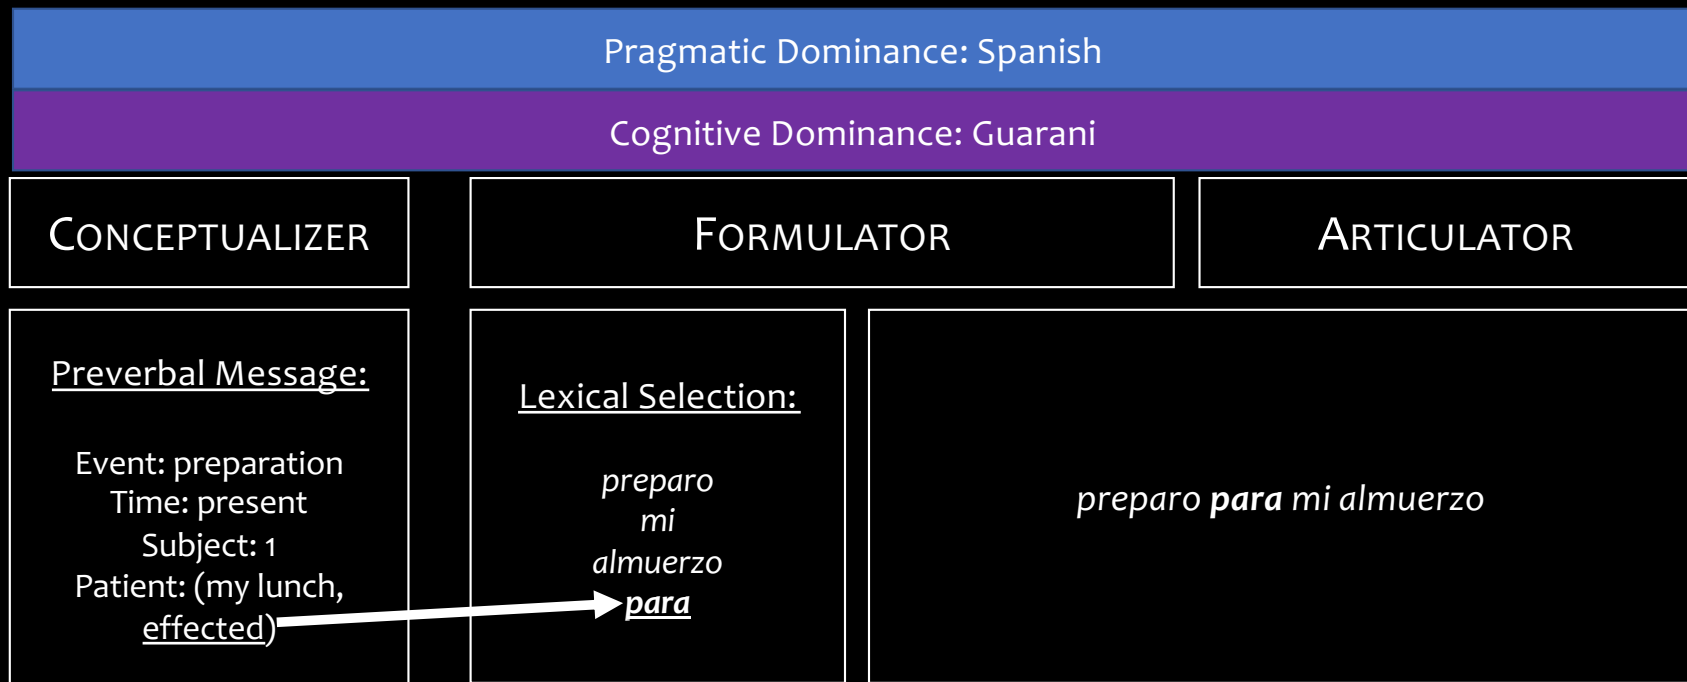 Pragmatic Dominance: Spanish
Cognitive Dominance: Guarani
CONCEPTUALIZER
FORMULATOR
ARTICULATOR
Preverbal Message:
Event: preparation
Time: present
Subject: 1
Patient: (my lunch,
effected)
Lexical Selection:
preparo
mi
almuerzo
para
preparo para mi almuerzo